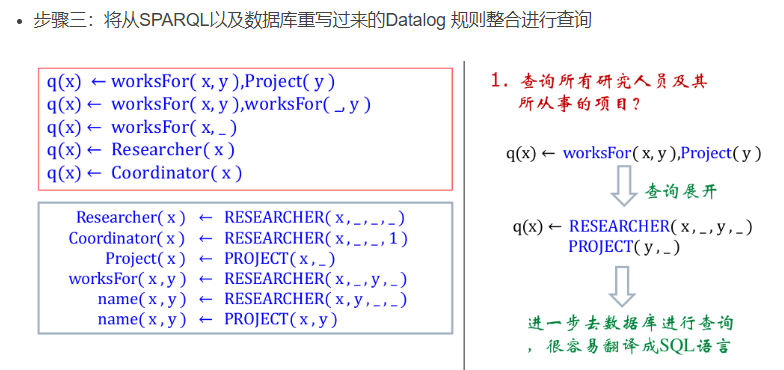 • 步骤三：将从SPARQL以及数据库重写过来的Datalog 规则整合进行查询
q(x) ← worksFor( x, y ),Project( y )
q(x) ← worksFor( x, y ),worksFor( _, y )
q(x) ← worksFor( x, _ )
q(x) ← Researcher( x )
q(x) ← Coordinator( x )
Researcher( x ) ← RESEARCHER( x, _, _, _ )
Coordinator( x ) ← RESEARCHER( x, _, _, 1 )
Project( x ) ← PROJECT( x, _ )
worksFor( x, y ) ← RESEARCHER( x, _, y, _ )
name( x, y ) ← RESEARCHER( x, y, _, _ )
name( x, y ) ← PROJECT( x, y )
1. 查询所有研究人员及其
所从事的项目？
q(x) ← worksFor( x, y ),Project( y )
查询展开
q(x) ← RESEARCHER( x, _, y, _ )
PROJECT( y, _ )
进一步去数据库进行查询
，很容易翻译成SQL语言